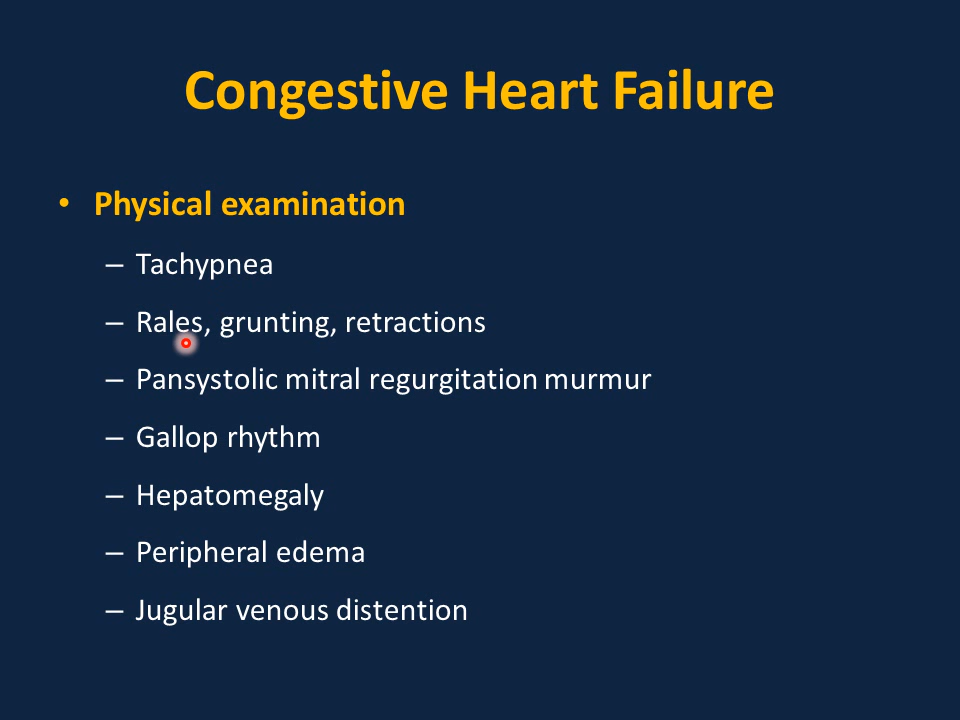 Congestive Heart Failure
• Physical examination
– Tachypnea
– Rales, grunting, retractions
– Pansystolic mitral regurgitation murmur
– Gallop rhythm
– Hepatomegaly
– Peripheral edema
– Jugular venous distention